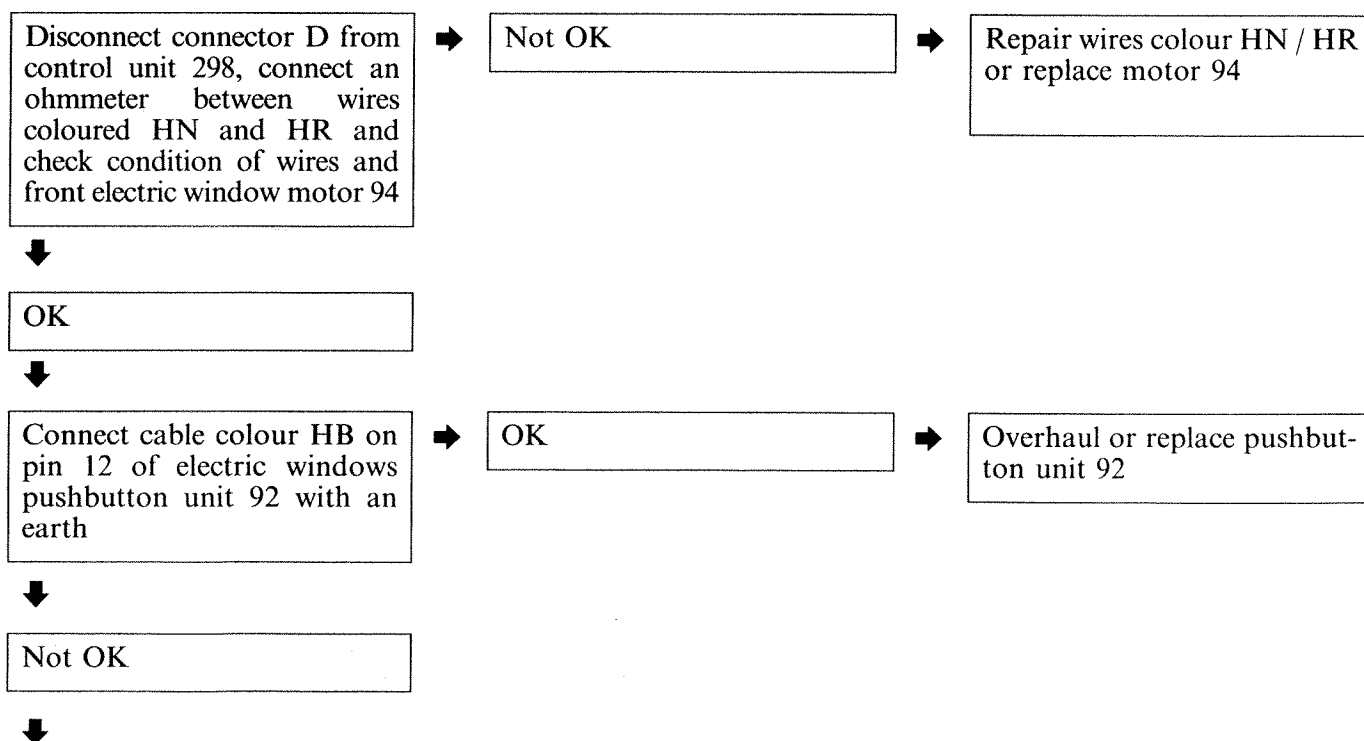 Disconnect connector D from
control unit 298, connect an
ohmmeter between wires
coloured HN and HR and
check condition of wires and
front electric window motor 94
Not OK
Repair wires colour HN / HR
or replace motor 94
OK
Connect cable colour HB on
pin 12 of electric windows
pushbutton unit 92 with an
earth
OK
Overhaul or replace pushbut-
ton unit 92
Not OK